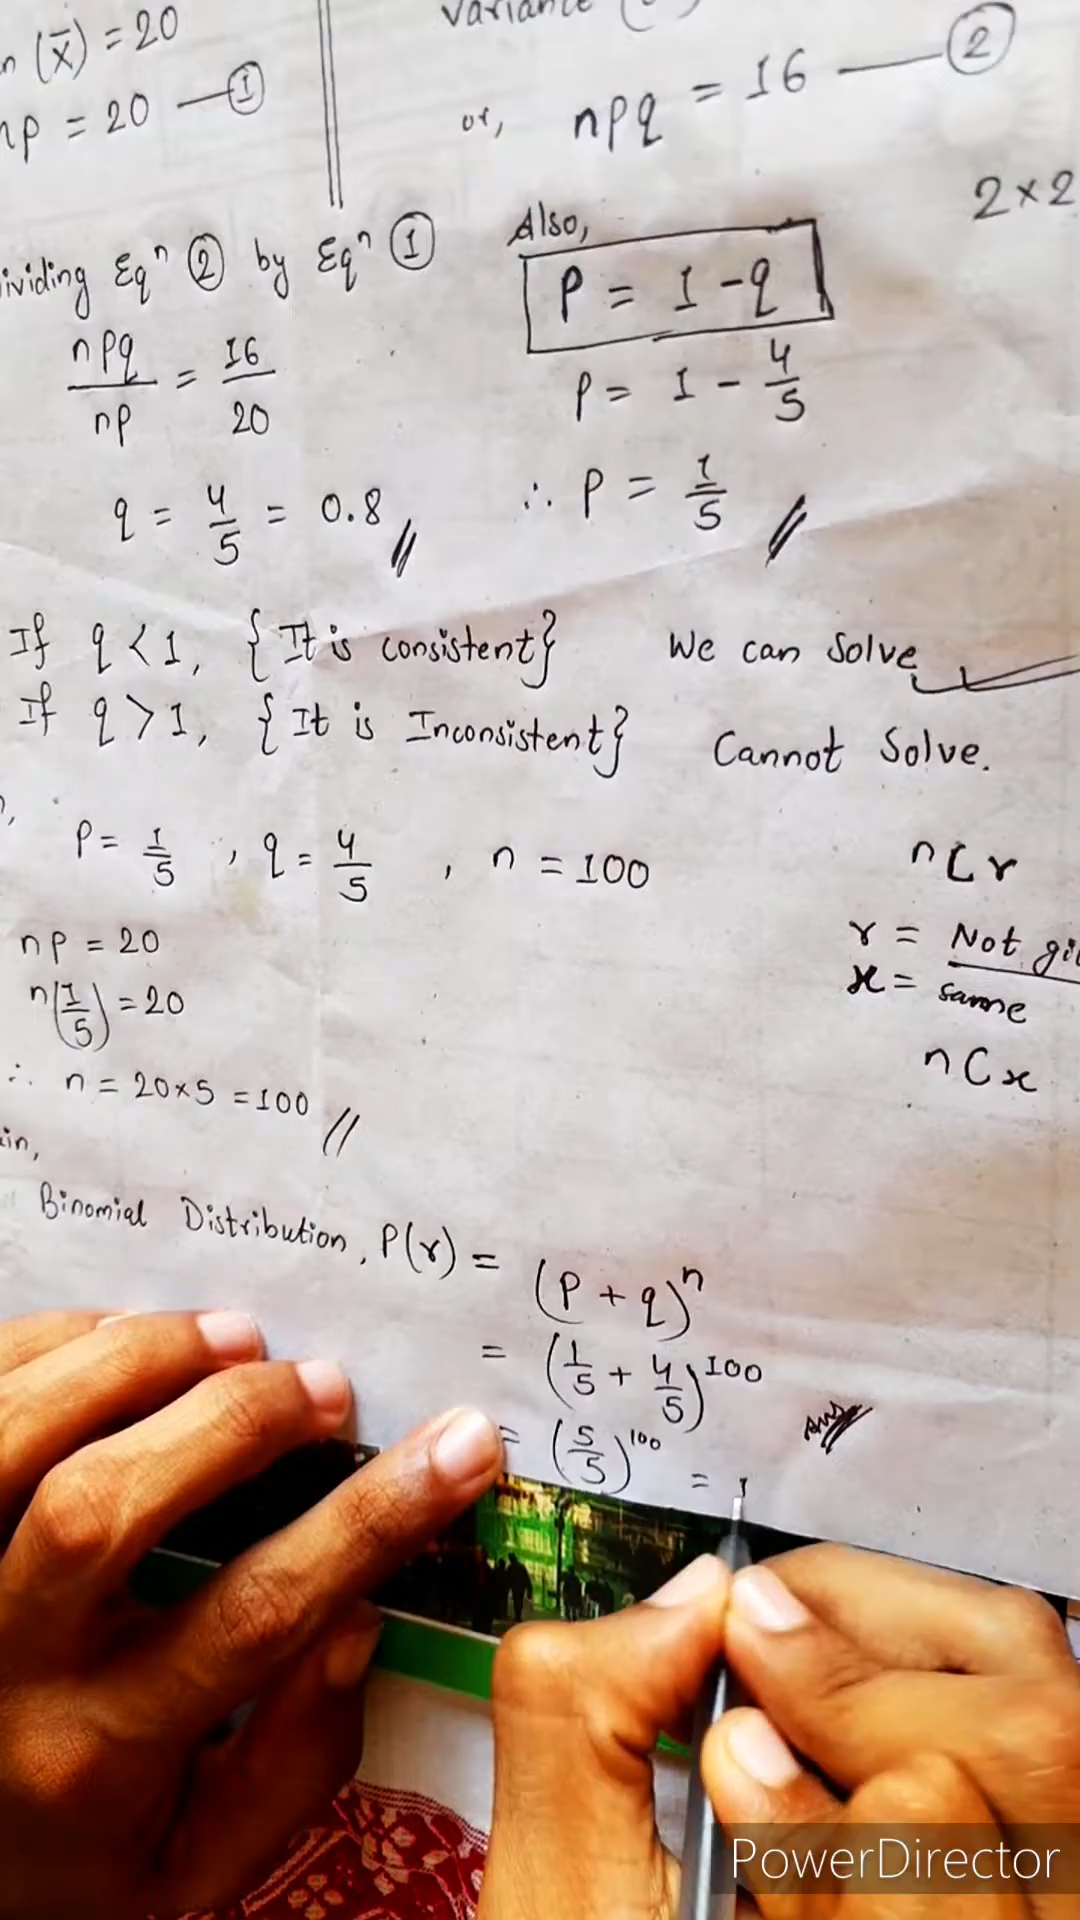 (x̄) = 20
np = 20 — ①
Variance (
or, npq = 16 — ②
2 × 2
Dividing Eqⁿ ② by Eqⁿ ①
npq/np = 16/20
q = 4/5 = 0.8 //
Also,
P = 1 - q
P = 1 - 4/5
∴ P = 1/5 //
If q < 1, {It is consistent} We can Solve
If q > 1, {It is Inconsistent} Cannot Solve.
P = 1/5 , q = 4/5 , n = 100
np = 20
n(1/5) = 20
∴ n = 20×5 = 100 //
nCr
r = Not
x = same
nCx
Binomial Distribution, P(r) = (P + q)ⁿ
= (1/5 + 4/5)¹⁰⁰ Ans
= (5/5)¹⁰⁰ = 1
PowerDirector